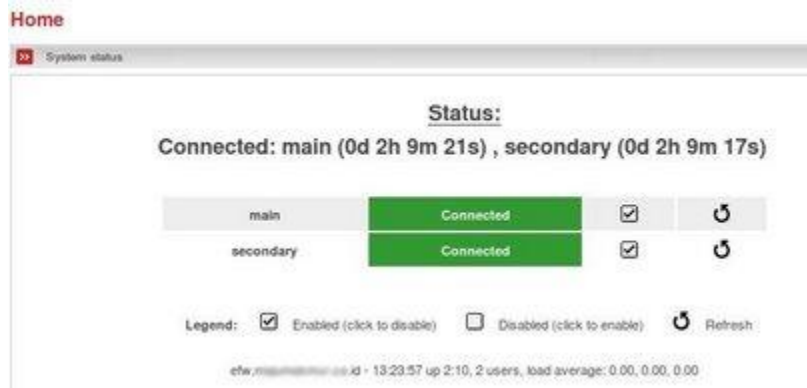 Home
System status
Status:
Connected: main (0d 2h 9m 21s) , secondary (0d 2h 9m 17s)
main Connected
secondary Connected
Legend: Enabled (click to disable) Disabled (click to enable) Refresh
efw. .id - 13:23:57 up 2:10, 2 users, load average: 0.00, 0.00, 0.00